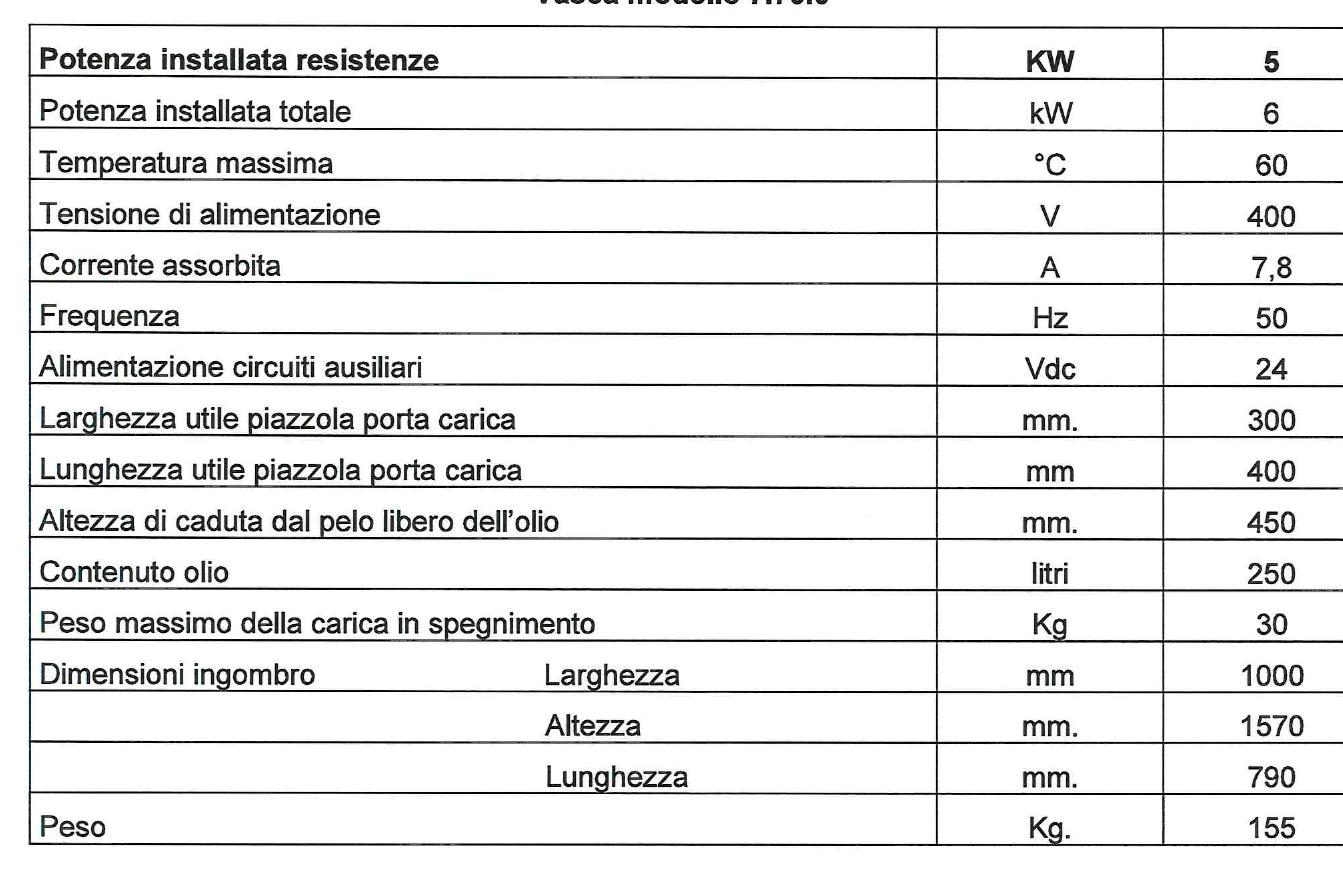 Potenza installata resistenze KW 5
Potenza installata totale kW 6
Temperatura massima °C 60
Tensione di alimentazione V 400
Corrente assorbita A 7,8
Frequenza Hz 50
Alimentazione circuiti ausiliari Vdc 24
Larghezza utile piazzola porta carica mm. 300
Lunghezza utile piazzola porta carica mm 400
Altezza di caduta dal pelo libero dell'olio mm. 450
Contenuto olio litri 250
Peso massimo della carica in spegnimento Kg 30
Dimensioni ingombro Larghezza mm 1000
Altezza mm. 1570
Lunghezza mm. 790
Peso Kg. 155